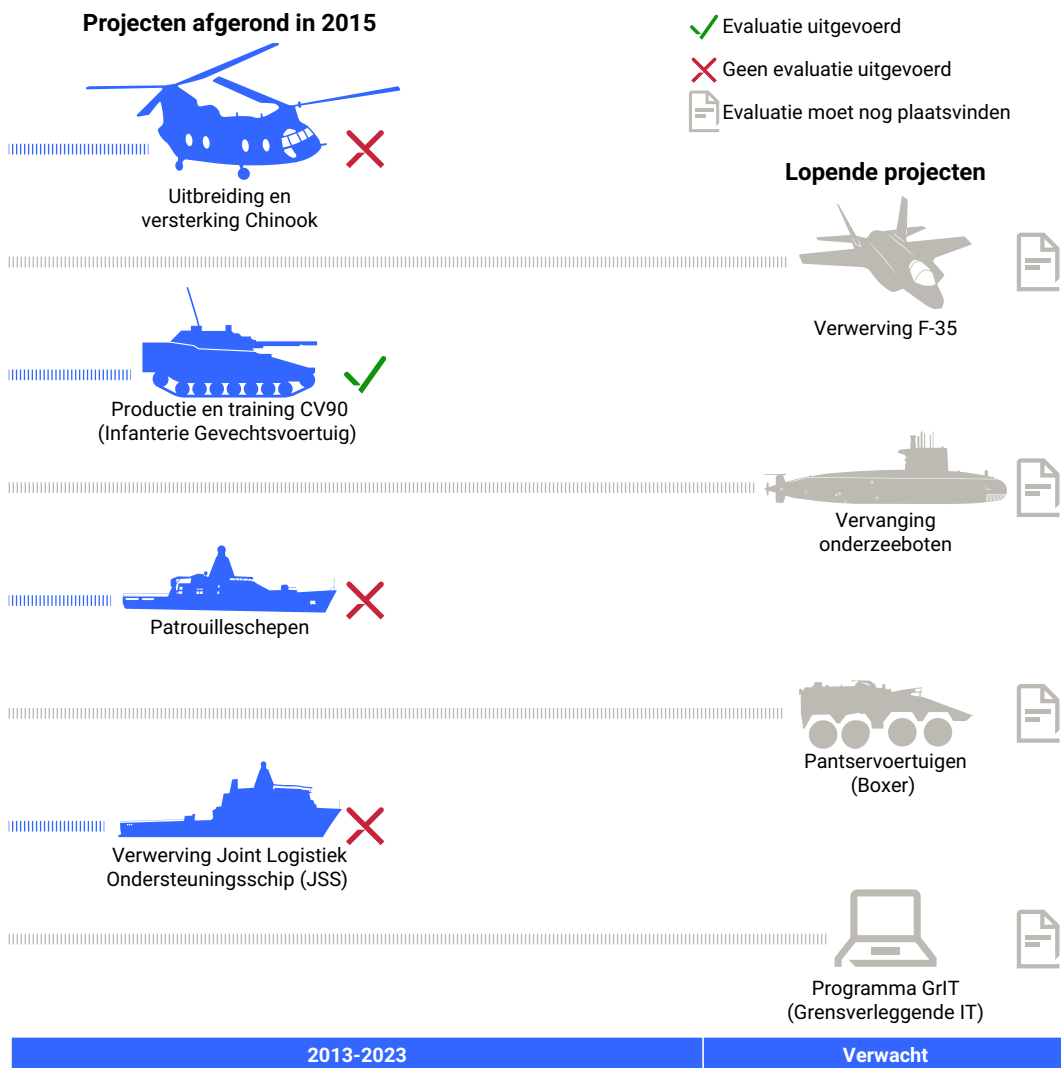 Projecten afgerond in 2015
Evaluatie uitgevoerd
Geen evaluatie uitgevoerd
Evaluatie moet nog plaatsvinden
Lopende projecten
Uitbreiding en
versterking Chinook
Verwerving F-35
Productie en training CV90
(Infanterie Gevechtsvoertuig)
Vervanging
onderzeeboten
Patrouilleschepen
Pantservoertuigen
(Boxer)
Verwerving Joint Logistiek
Ondersteuningsschip (JSS)
Programma GrIT
(Grensverleggende IT)
2013-2023
Verwacht